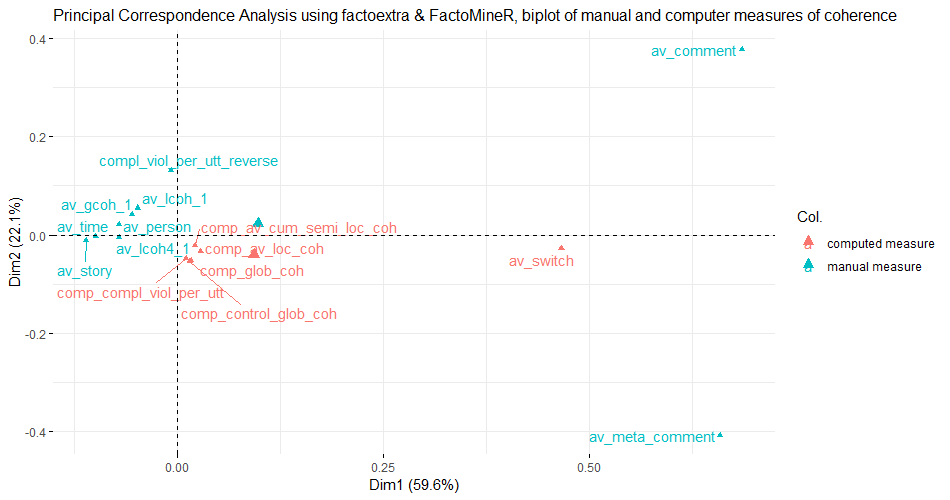 Principal Correspondence Analysis using factoextra & FactoMineR, biplot of manual and computer measures of coherence
0.4
av_comment
0.2
compl_viol_per_utt_reverse
av_gcoh_1
av_lcoh_1
Col.
av_time
av_person
comp_av_cum_semi_loc_coh
0.0
computed measure
av_lcoh4_1
comp_av_loc_coh
av_switch
manual measure
av_story
comp_glob_coh
comp_compl_viol_per_utt
comp_control_glob_coh
-0.2
-0.4
av_meta_comment
0.00
0.25
0.50
Dim1 (59.6%)
Dim2 (22.1%)
a
a